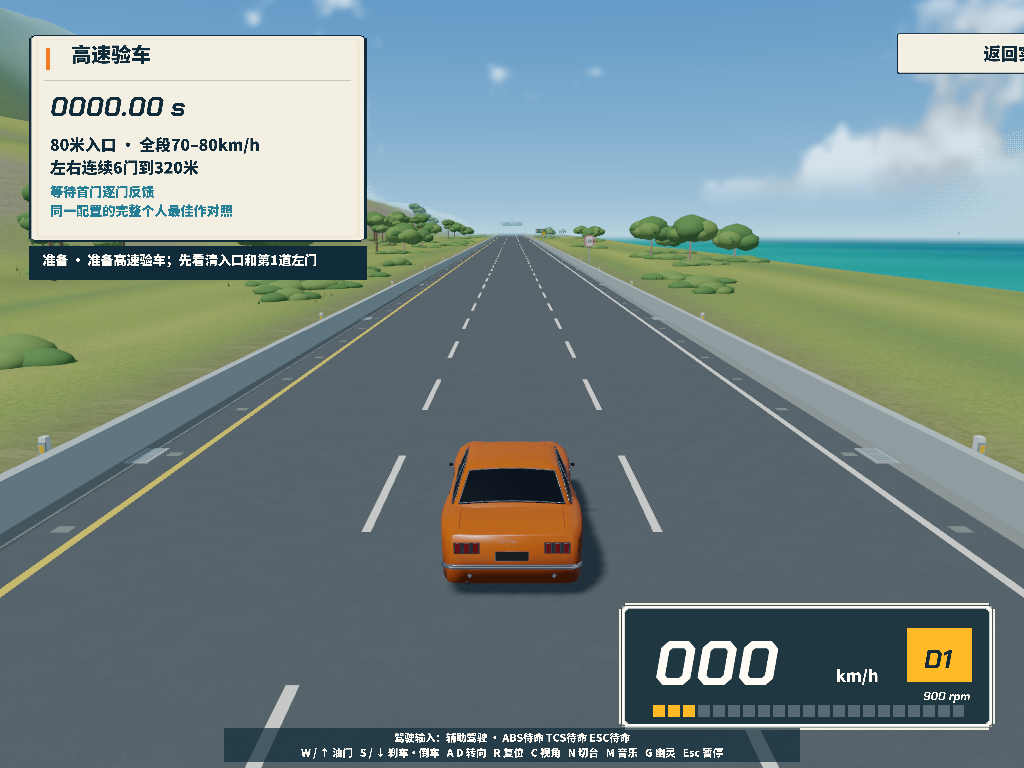 高速验车
0000.00 s
80米入口 · 全段70–80km/h
左右连续6门到320米
等待首门逐门反馈
同一配置的完整个人最佳作对照
准备 · 准备高速验车；先看清入口和第1道左门
返回
000 km/h D1
900 rpm
驾驶输入：辅助驾驶 · ABS待命 TCS待命 ESC待命
W / ↑ 油门 S / ↓ 刹车·倒车 A D 转向 R 复位 C 视角 N 切台 M 音乐 G 幽灵 Esc 暂停